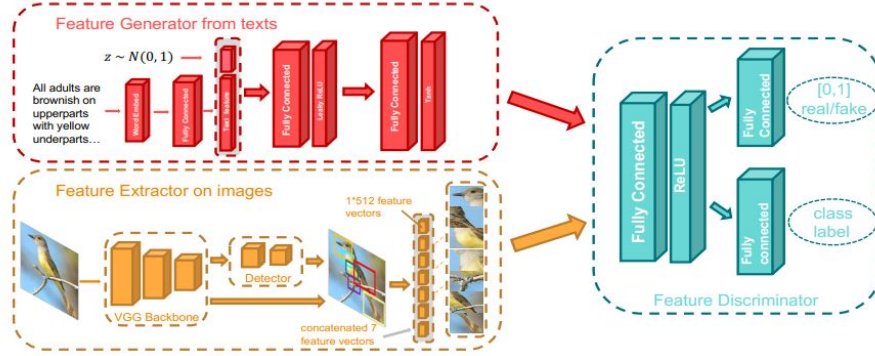 Feature Generator from texts
z ~ N(0, 1)
All adults are
brownish on
upperparts
with yellow
underparts…
Word Embed
Fully Connected
Text feature
Fully Connected
Leaky ReLU
Fully Connected
Tanh
Feature Extractor on images
VGG Backbone
Detector
1*512 feature
vectors
concatenated 7
feature vectors
Fully Connected
ReLU
Fully
Connected
[0,1]
real/fake
Fully
connected
class
label
Feature Discriminator